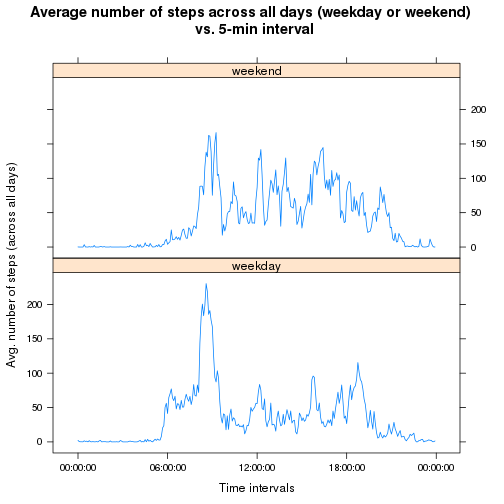 Average number of steps across all days (weekday or weekend)
vs. 5-min interval
weekend
200
150
100
50
0
weekday
200
150
100
50
0
Avg. number of steps (across all days)
00:00:00 06:00:00 12:00:00 18:00:00 00:00:00
Time intervals